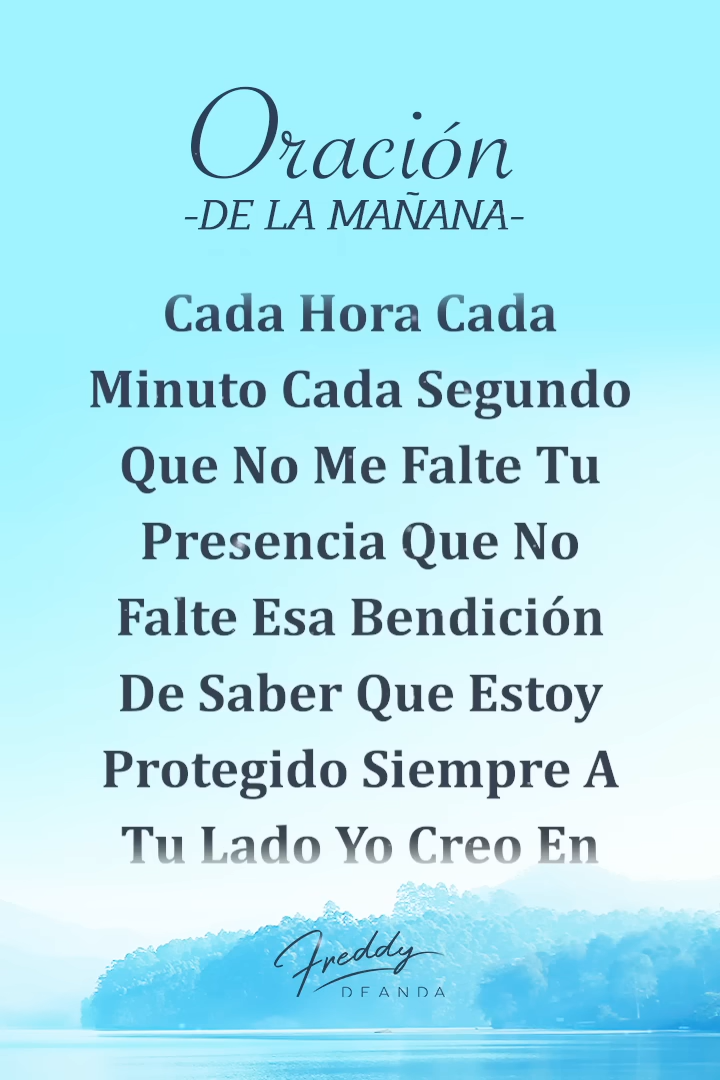 Oración
-DE LA MAÑANA-
Cada Hora Cada
Minuto Cada Segundo
Que No Me Falte Tu
Presencia Que No
Falte Esa Bendición
De Saber Que Estoy
Protegido Siempre A
Tu Lado Yo Creo En
Freddy
DEANDA